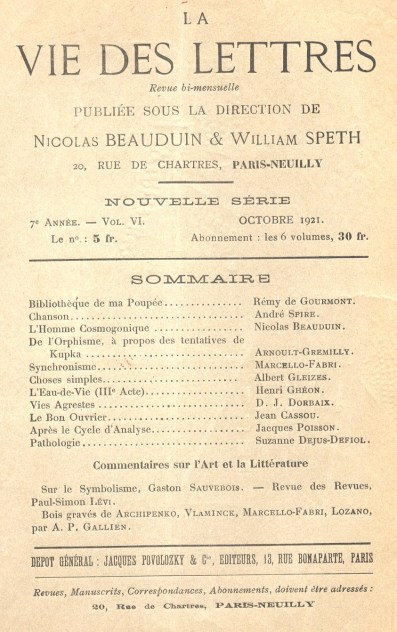 LA
VIE DES LETTRES
Revue bi-mensuelle
PUBLIÉE SOUS LA DIRECTION DE
NICOLAS BEAUDUIN & WILLIAM SPETH
20, RUE DE CHARTRES, PARIS-NEUILLY
NOUVELLE SÉRIE
7e ANNÉE. — VOL. VI. OCTOBRE 1921.
Le no. : 5 fr. Abonnement : les 6 volumes, 30 fr.
SOMMAIRE
Bibliothèque de ma Poupée............... Rémy de GOURMONT.
Chanson............... André SPIRE.
L'Homme Cosmogonique ............... Nicolas BEAUDUIN.
De l'Orphisme, à propos des tentatives de
Kupka ............... ARNOULT-GREMILLY.
Synchronisme............... MARCELLO-FABRI.
Choses simples............... Albert GLEIZES.
L'Eau-de-Vie (IIIe Acte)............... Henri GHÉON.
Vies Agrestes ............... D. J. DORBAIX.
Le Bon Ouvrier............... Jean CASSOU.
Après le Cycle d'Analyse............... Jacques POISSON.
Pathologie............... Suzanne DEJUS-DEFIOL.
Commentaires sur l'Art et la Littérature
Sur le Symbolisme, Gaston SAUVEBOIS. — Revue des Revues,
Paul-Simon LÉVI.
Bois gravés de ARCHIPENKO, VLAMINCK, MARCELLO-FABRI, LOZANO,
par A. P. GALLIEN.
DEPOT GÉNÉRAL : JACQUES POVOLOZKY & Cie, EDITEURS, 13, RUE BONAPARTE, PARIS
Revues, Manuscrits, Correspondances, Abonnements, doivent être adressés :
20, Rue de Chartres, PARIS-NEUILLY